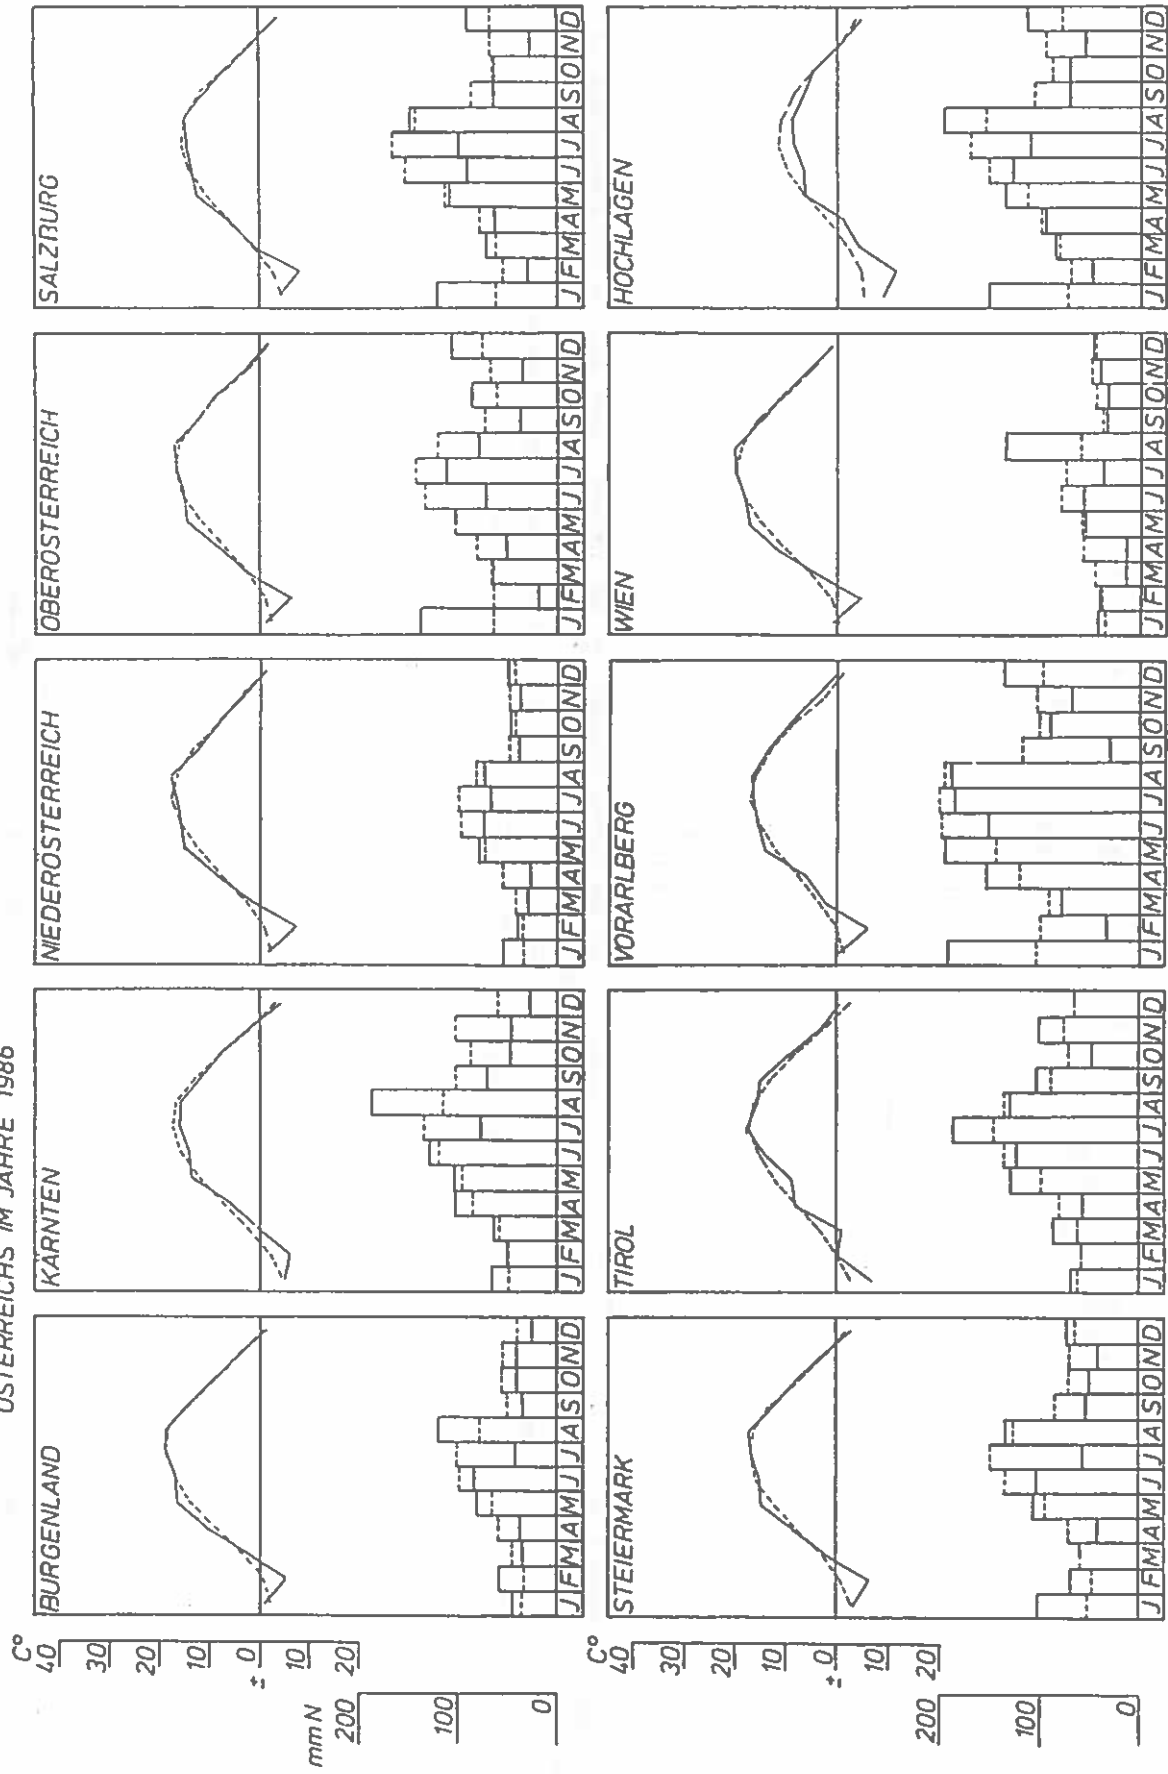 ÖSTERREICHS IM JAHRE 1986
C°
40
30
20
10
± 0
10
20
mm N
200
100
0
BURGENLAND
J F M A M J J A S O N D
KÄRNTEN
J F M A M J J A S O N D
NIEDERÖSTERREICH
J F M A M J J A S O N D
OBERÖSTERREICH
J F M A M J J A S O N D
SALZBURG
J F M A M J J A S O N D
C°
40
30
20
10
± 0
10
20
200
100
0
STEIERMARK
J F M A M J J A S O N D
TIROL
J F M A M J J A S O N D
VORARLBERG
J F M A M J J A S O N D
WIEN
J F M A M J J A S O N D
HOCHLAGEN
J F M A M J J A S O N D